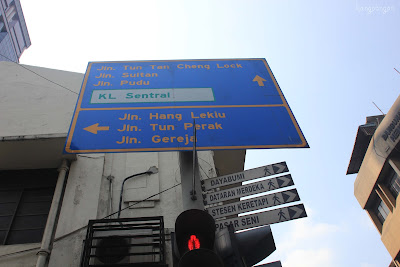 Jln. Tun Tan Cheng Lock
Jln. Sultan
Jln. Pudu
KL Sentral
Jln. Hang Lekiu
Jln. Tun Perak
Jln. Gereja
DAYABUMI
DATARAN MERDEKA
STESEN KERETAPI
PASAR SENI